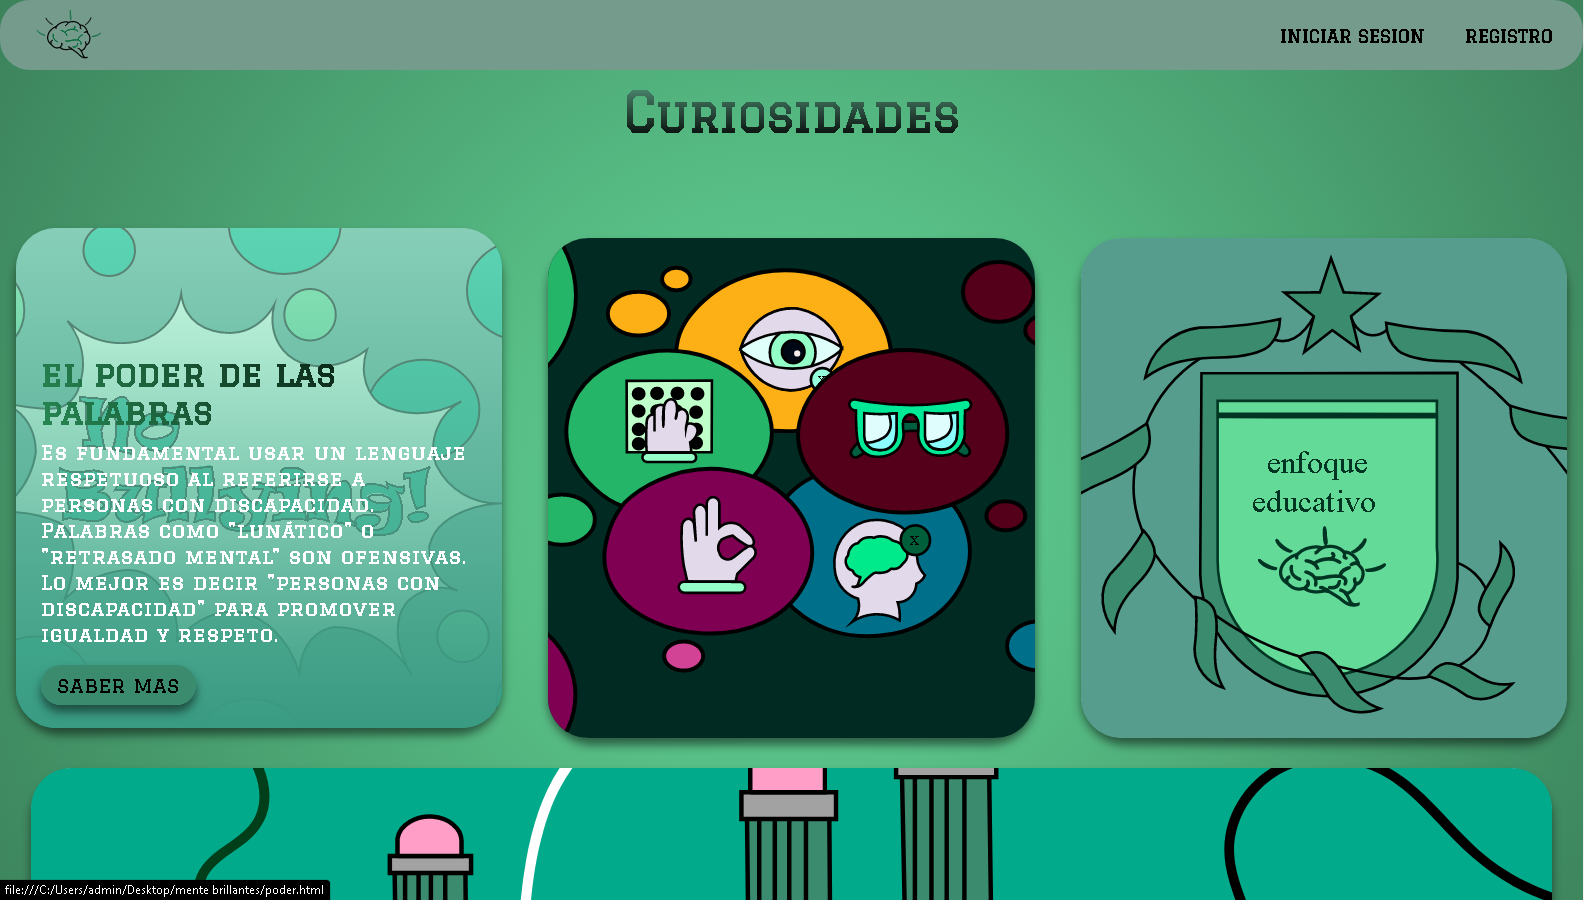 INICIAR SESION
REGISTRO
CURIOSIDADES
EL PODER DE LAS
PALABRAS
No
Bullying!
ES FUNDAMENTAL USAR UN LENGUAJE
RESPETUOSO AL REFERIRSE A
PERSONAS CON DISCAPACIDAD.
PALABRAS COMO "LUNÁTICO" O
"RETRASADO MENTAL" SON OFENSIVAS.
LO MEJOR ES DECIR "PERSONAS CON
DISCAPACIDAD" PARA PROMOVER
IGUALDAD Y RESPETO.
SABER MAS
X
X
enfoque
educativo
file:///C:/Users/admin/Desktop/mente brillantes/poder.html